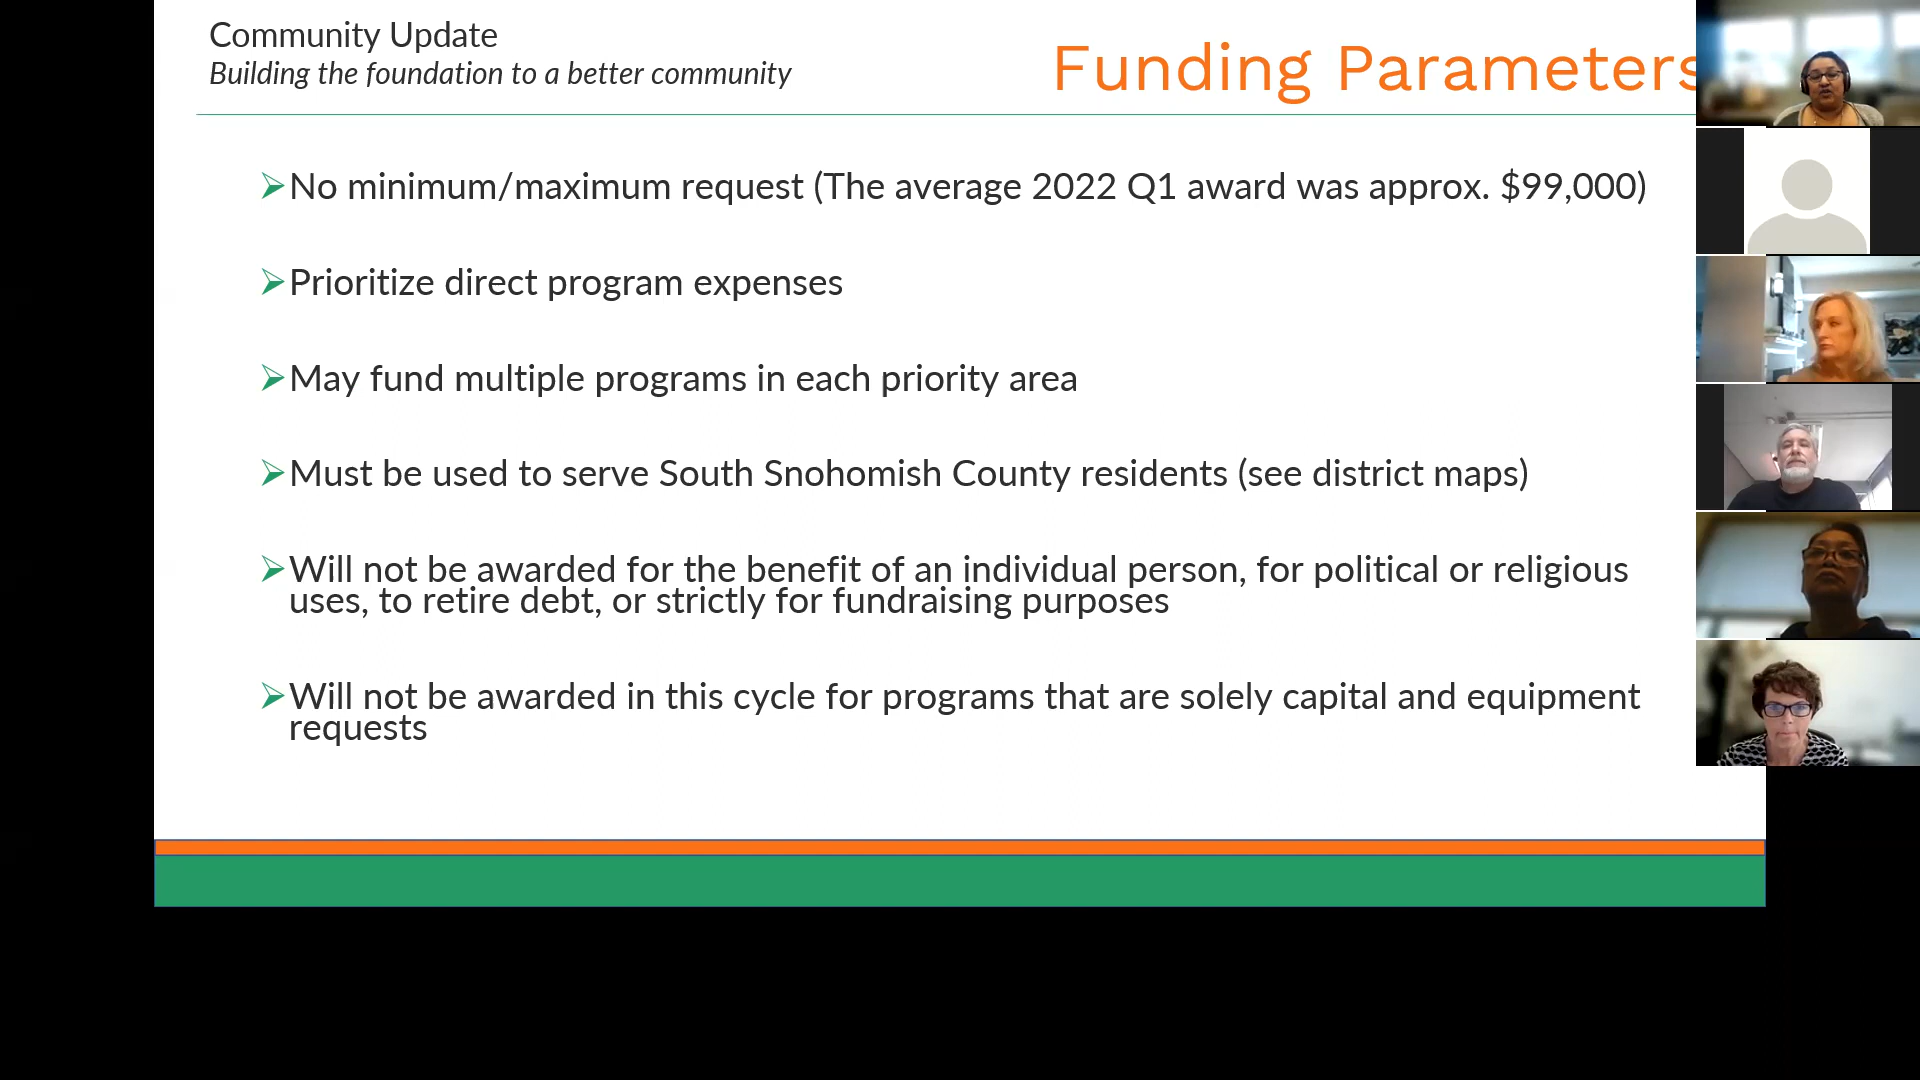 Community Update
Building the foundation to a better community
Funding Parameters
No minimum/maximum request (The average 2022 Q1 award was approx. $99,000)
Prioritize direct program expenses
May fund multiple programs in each priority area
Must be used to serve South Snohomish County residents (see district maps)
Will not be awarded for the benefit of an individual person, for political or religious
uses, to retire debt, or strictly for fundraising purposes
Will not be awarded in this cycle for programs that are solely capital and equipment
requests